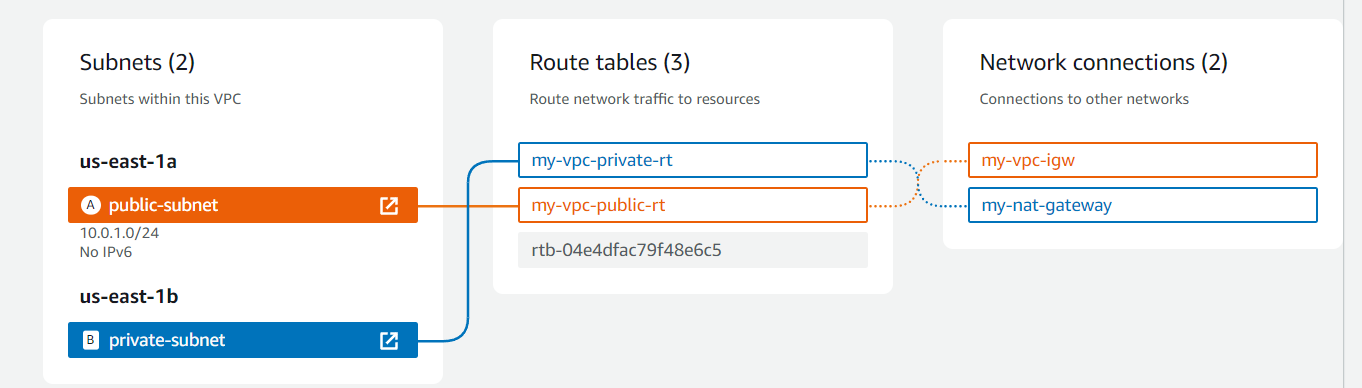 Subnets (2)
Subnets within this VPC
us-east-1a
A public-subnet
10.0.1.0/24
No IPv6
us-east-1b
B private-subnet
Route tables (3)
Route network traffic to resources
my-vpc-private-rt
my-vpc-public-rt
rtb-04e4dfac79f48e6c5
Network connections (2)
Connections to other networks
my-vpc-igw
my-nat-gateway